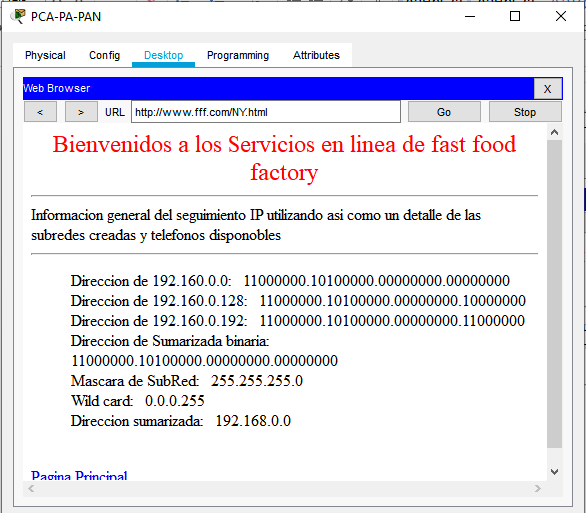 PCA-PA-PAN
Physical Config Desktop Programming Attributes
Web Browser X
< > URL http://www.fff.com/NY.html Go Stop
Bienvenidos a los Servicios en linea de fast food
factory
Informacion general del seguimiento IP utilizando asi como un detalle de las
subredes creadas y telefonos disponobles
Direccion de 192.160.0.0: 11000000.10100000.00000000.00000000
Direccion de 192.160.0.128: 11000000.10100000.00000000.10000000
Direccion de 192.160.0.192: 11000000.10100000.00000000.11000000
Direccion de Sumarizada binaria:
11000000.10100000.00000000.00000000
Mascara de SubRed: 255.255.255.0
Wild card: 0.0.0.255
Direccion sumarizada: 192.168.0.0
Pagina Principal